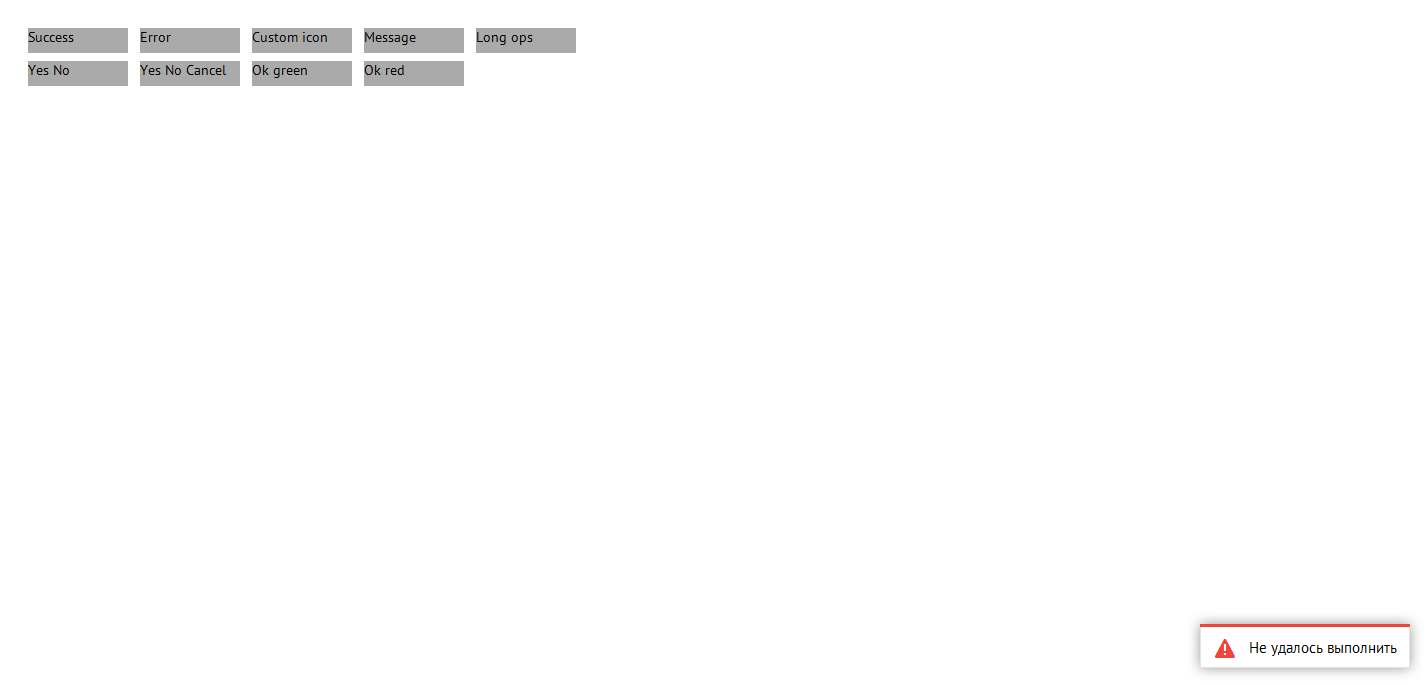 Success Error Custom icon Message Long ops
Yes No Yes No Cancel Ok green Ok red
Не удалось выполнить